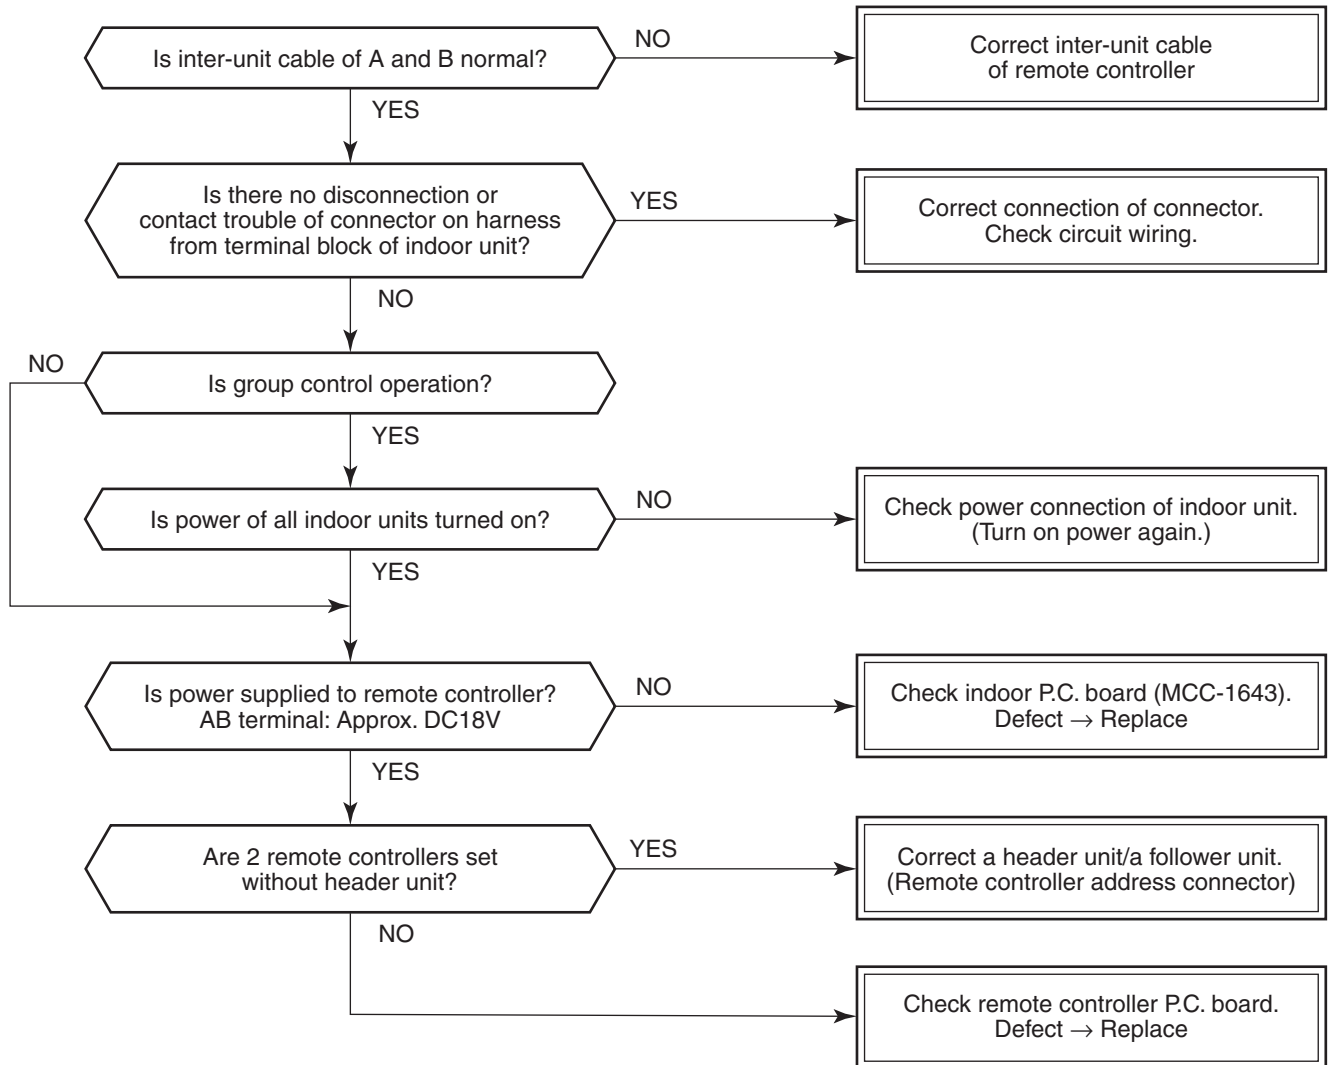 Is inter-unit cable of A and B normal?
NO
Correct inter-unit cable
of remote controller
YES
Is there no disconnection or
contact trouble of connector on harness
from terminal block of indoor unit?
YES
Correct connection of connector.
Check circuit wiring.
NO
Is group control operation?
NO
YES
Is power of all indoor units turned on?
NO
Check power connection of indoor unit.
(Turn on power again.)
YES
Is power supplied to remote controller?
AB terminal: Approx. DC18V
NO
Check indoor P.C. board (MCC-1643).
Defect → Replace
YES
Are 2 remote controllers set
without header unit?
YES
Correct a header unit/a follower unit.
(Remote controller address connector)
NO
Check remote controller P.C. board.
Defect → Replace